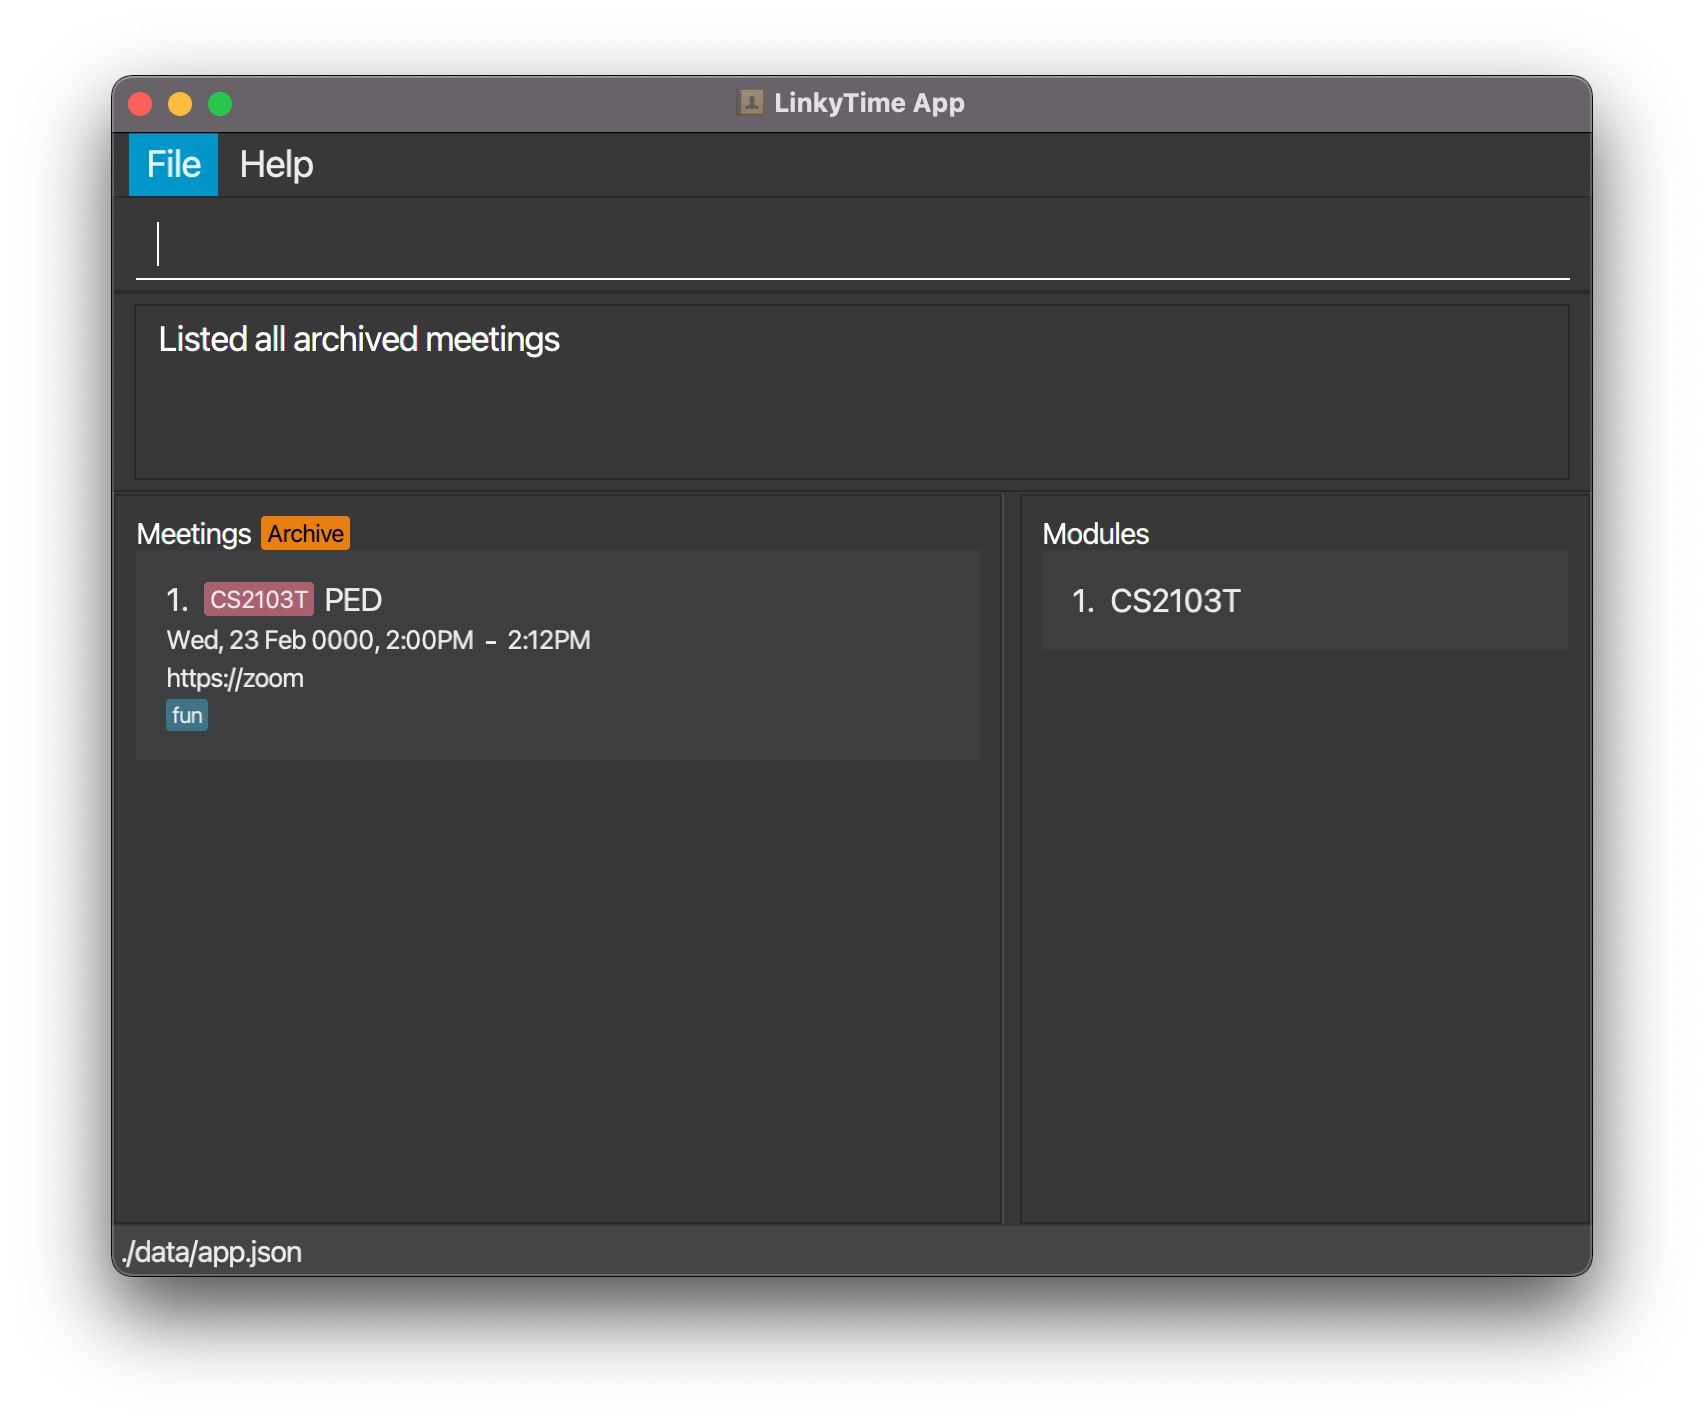 LinkyTime App
File Help
Listed all archived meetings
Meetings Archive
1. CS2103T PED
Wed, 23 Feb 0000, 2:00PM - 2:12PM
https://zoom
fun
Modules
1. CS2103T
./data/app.json